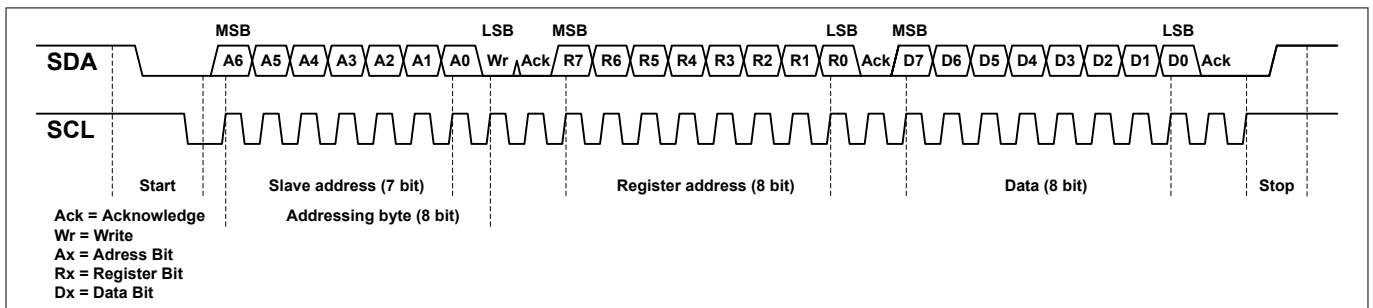 MSB LSB MSB LSB MSB LSB
SDA A6 A5 A4 A3 A2 A1 A0 Wr Ack R7 R6 R5 R4 R3 R2 R1 R0 Ack D7 D6 D5 D4 D3 D2 D1 D0 Ack
SCL
Start Slave address (7 bit) Register address (8 bit) Data (8 bit) Stop
Ack = Acknowledge Addressing byte (8 bit)
Wr = Write
Ax = Adress Bit
Rx = Register Bit
Dx = Data Bit